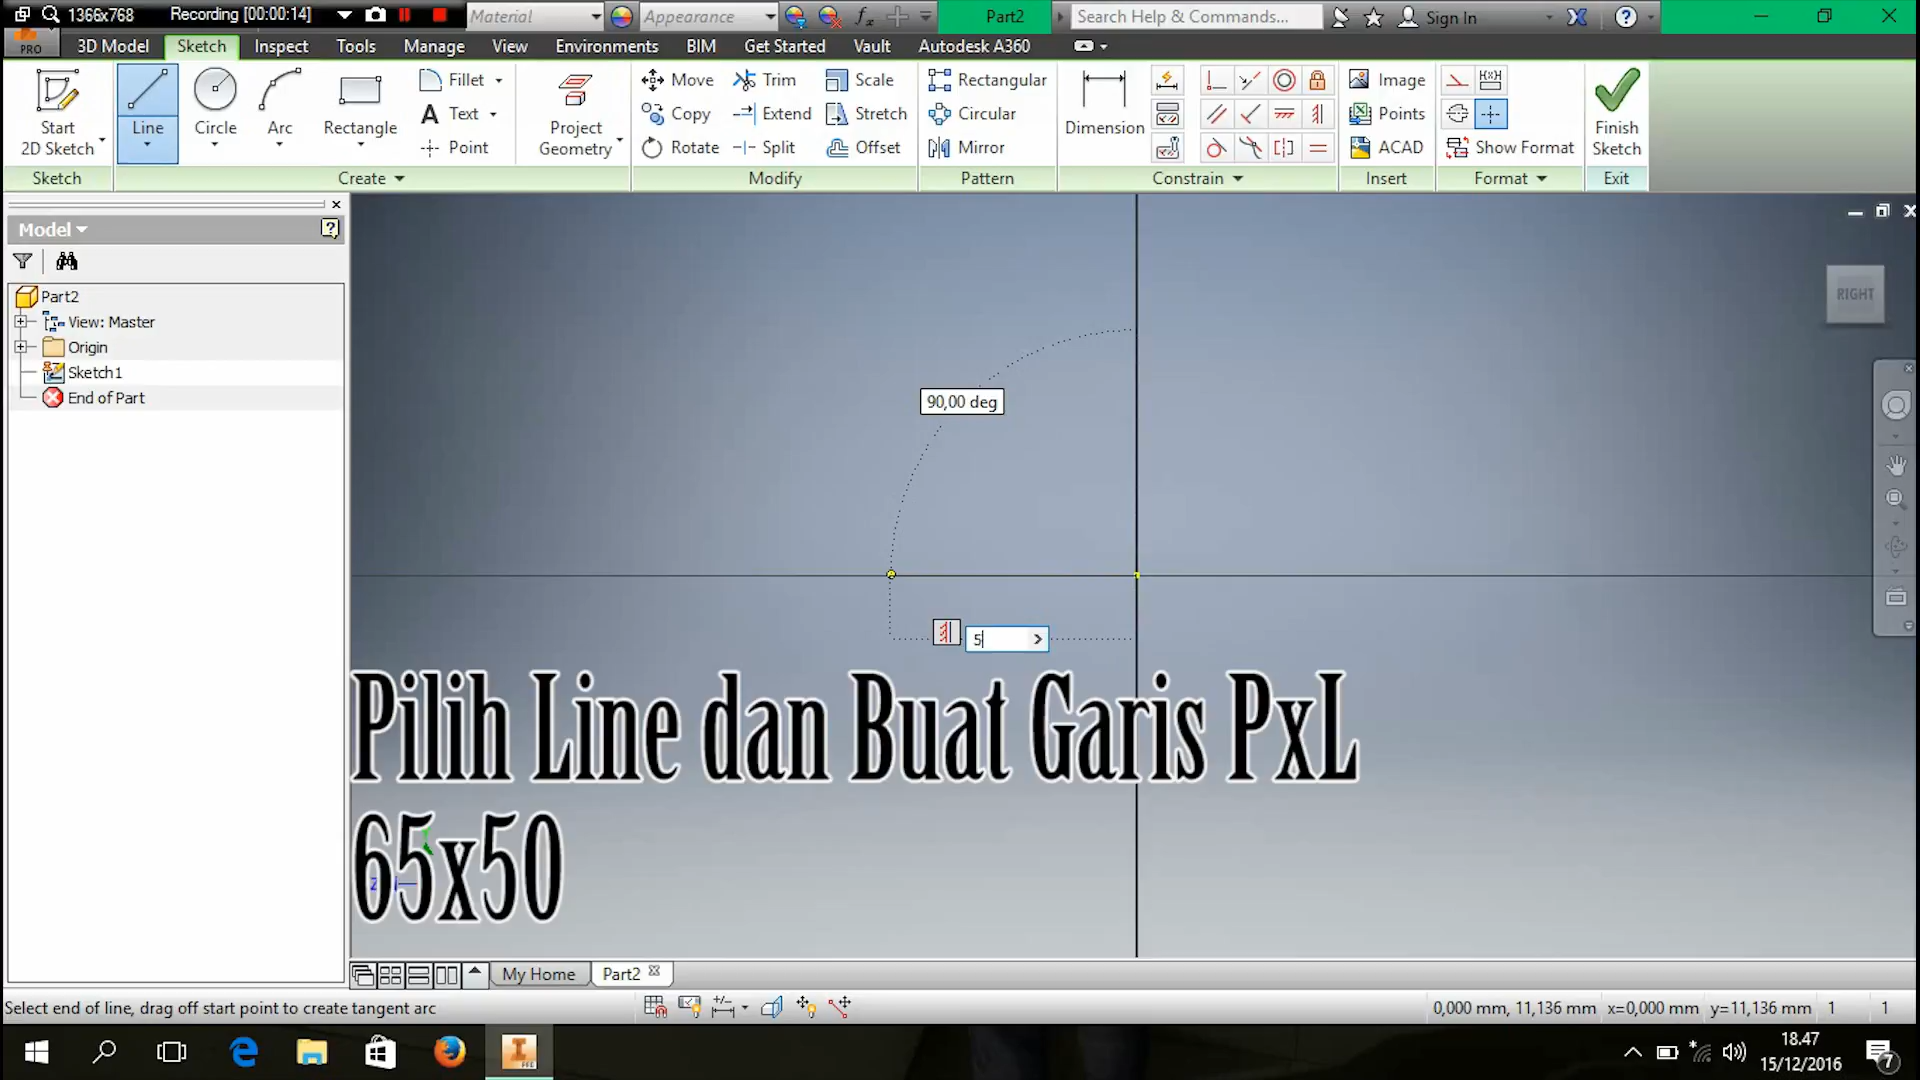 1366x768 Recording [00:00:14] Material Appearance Part2 Search Help & Commands... Sign In
PRO 3D Model Sketch Inspect Tools Manage View Environments BIM Get Started Vault Autodesk A360
Start 2D Sketch Line Circle Arc Rectangle Fillet Text Point Project Geometry
Move Trim Scale
Copy Extend Stretch
Rotate Split Offset
Rectangular
Circular
Mirror
Dimension
Image
Points
ACAD
Show Format
Finish Sketch
Sketch Create Modify Pattern Constrain Insert Format Exit
Model
Part2
View: Master
Origin
Sketch1
End of Part
RIGHT
90,00 deg
5
Pilih Line dan Buat Garis PxL
65x50
My Home Part2
Select end of line, drag off start point to create tangent arc
0,000 mm, 11,136 mm x=0,000 mm y=11,136 mm 1 1
18.47
15/12/2016
7